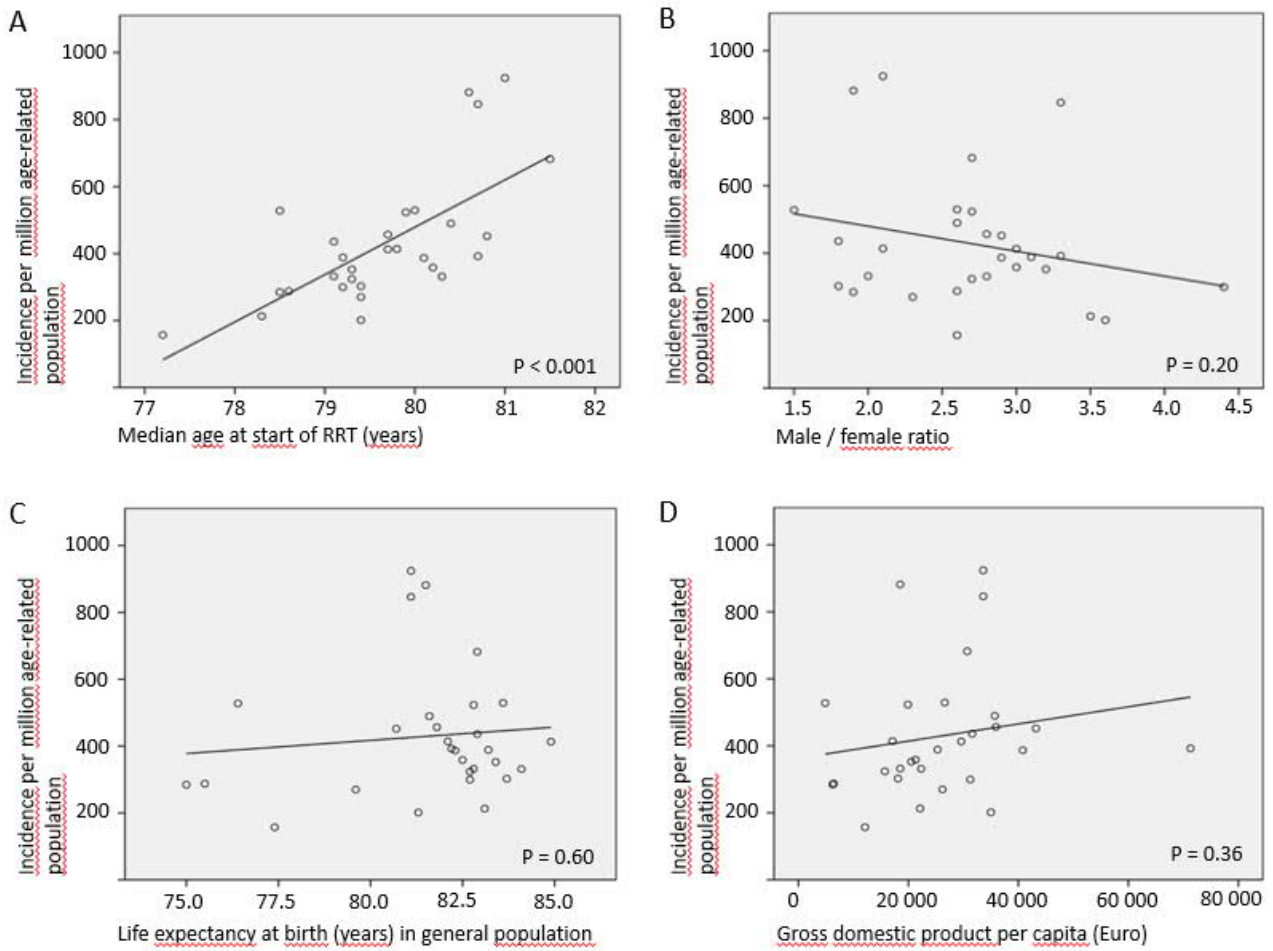 A
1000
800
600
400
200
Incidence per million age-related
population
P < 0.001
77 78 79 80 81 82
Median age at start of RRT (years)
B
1000
800
600
400
200
Incidence per million age-related
population
P = 0.20
1.5 2.0 2.5 3.0 3.5 4.0 4.5
Male / female ratio
C
1000
800
600
400
200
Incidence per million age-related
population
P = 0.60
75.0 77.5 80.0 82.5 85.0
Life expectancy at birth (years) in general population
D
1000
800
600
400
200
Incidence per million age-related
population
P = 0.36
0 20 000 40 000 60 000 80 000
Gross domestic product per capita (Euro)